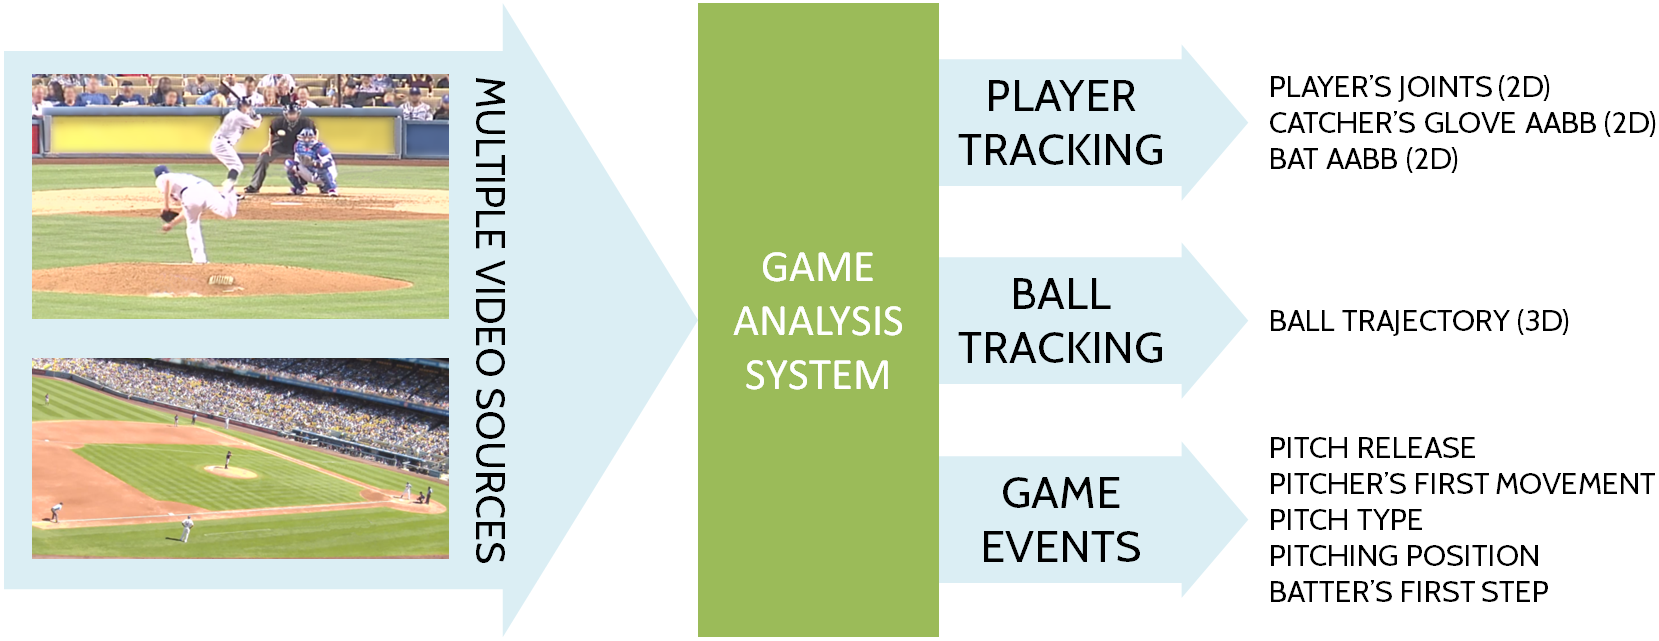 MULTIPLE VIDEO SOURCES
GAME
ANALYSIS
SYSTEM
PLAYER
TRACKING
PLAYER'S JOINTS (2D)
CATCHER'S GLOVE AABB (2D)
BAT AABB (2D)
BALL
TRACKING
BALL TRAJECTORY (3D)
GAME
EVENTS
PITCH RELEASE
PITCHER'S FIRST MOVEMENT
PITCH TYPE
PITCHING POSITION
BATTER'S FIRST STEP